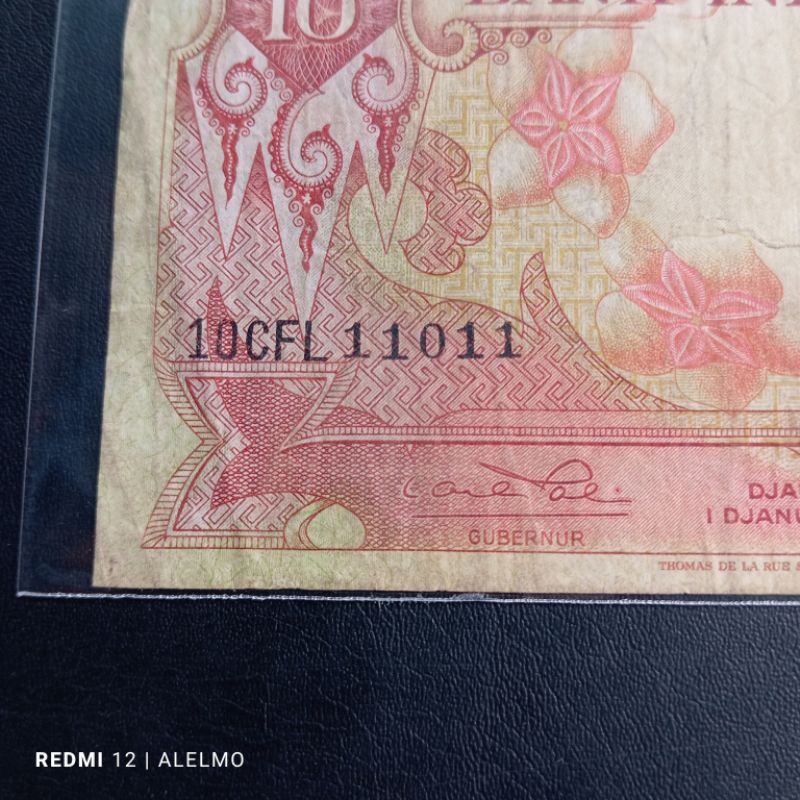 10
10CFL 11011
GUBERNUR
DJA
I DJANU
THOMAS DE LA RUE &
REDMI 12 | ALELMO